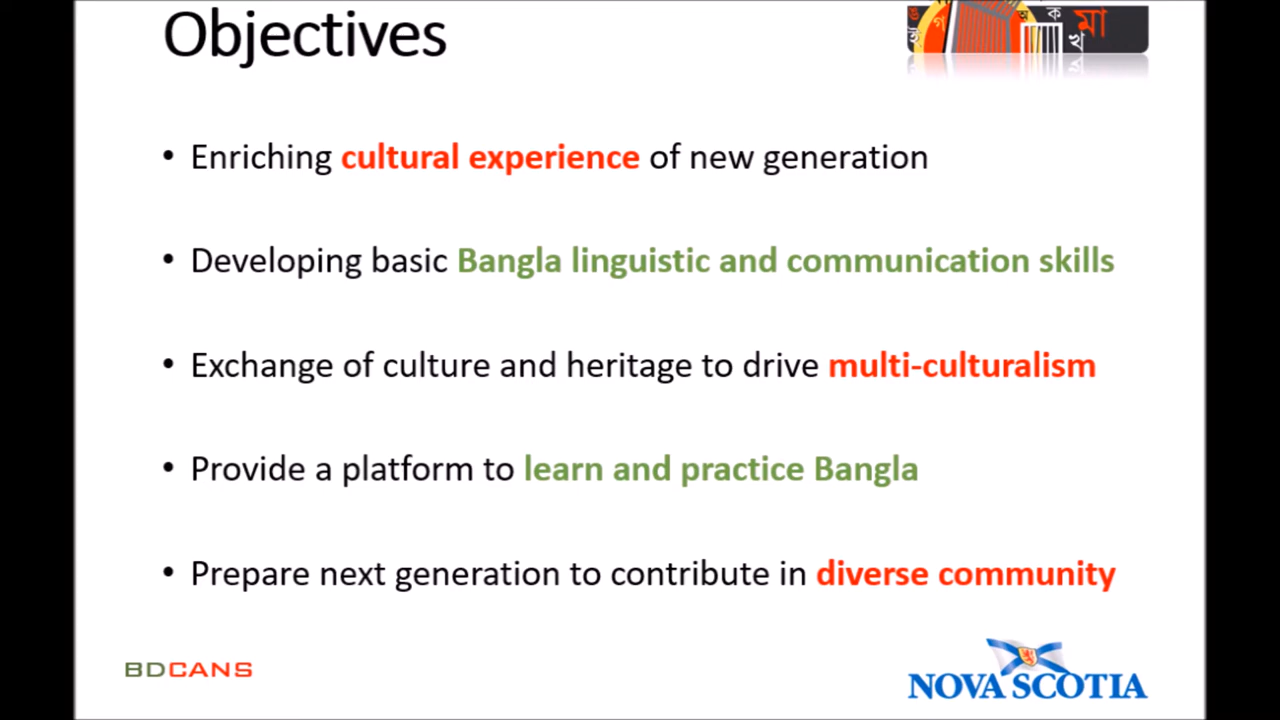 Objectives
গ
অ
ক
মা
খ
• Enriching cultural experience of new generation
• Developing basic Bangla linguistic and communication skills
• Exchange of culture and heritage to drive multi-culturalism
• Provide a platform to learn and practice Bangla
• Prepare next generation to contribute in diverse community
BDCANS
NOVA SCOTIA